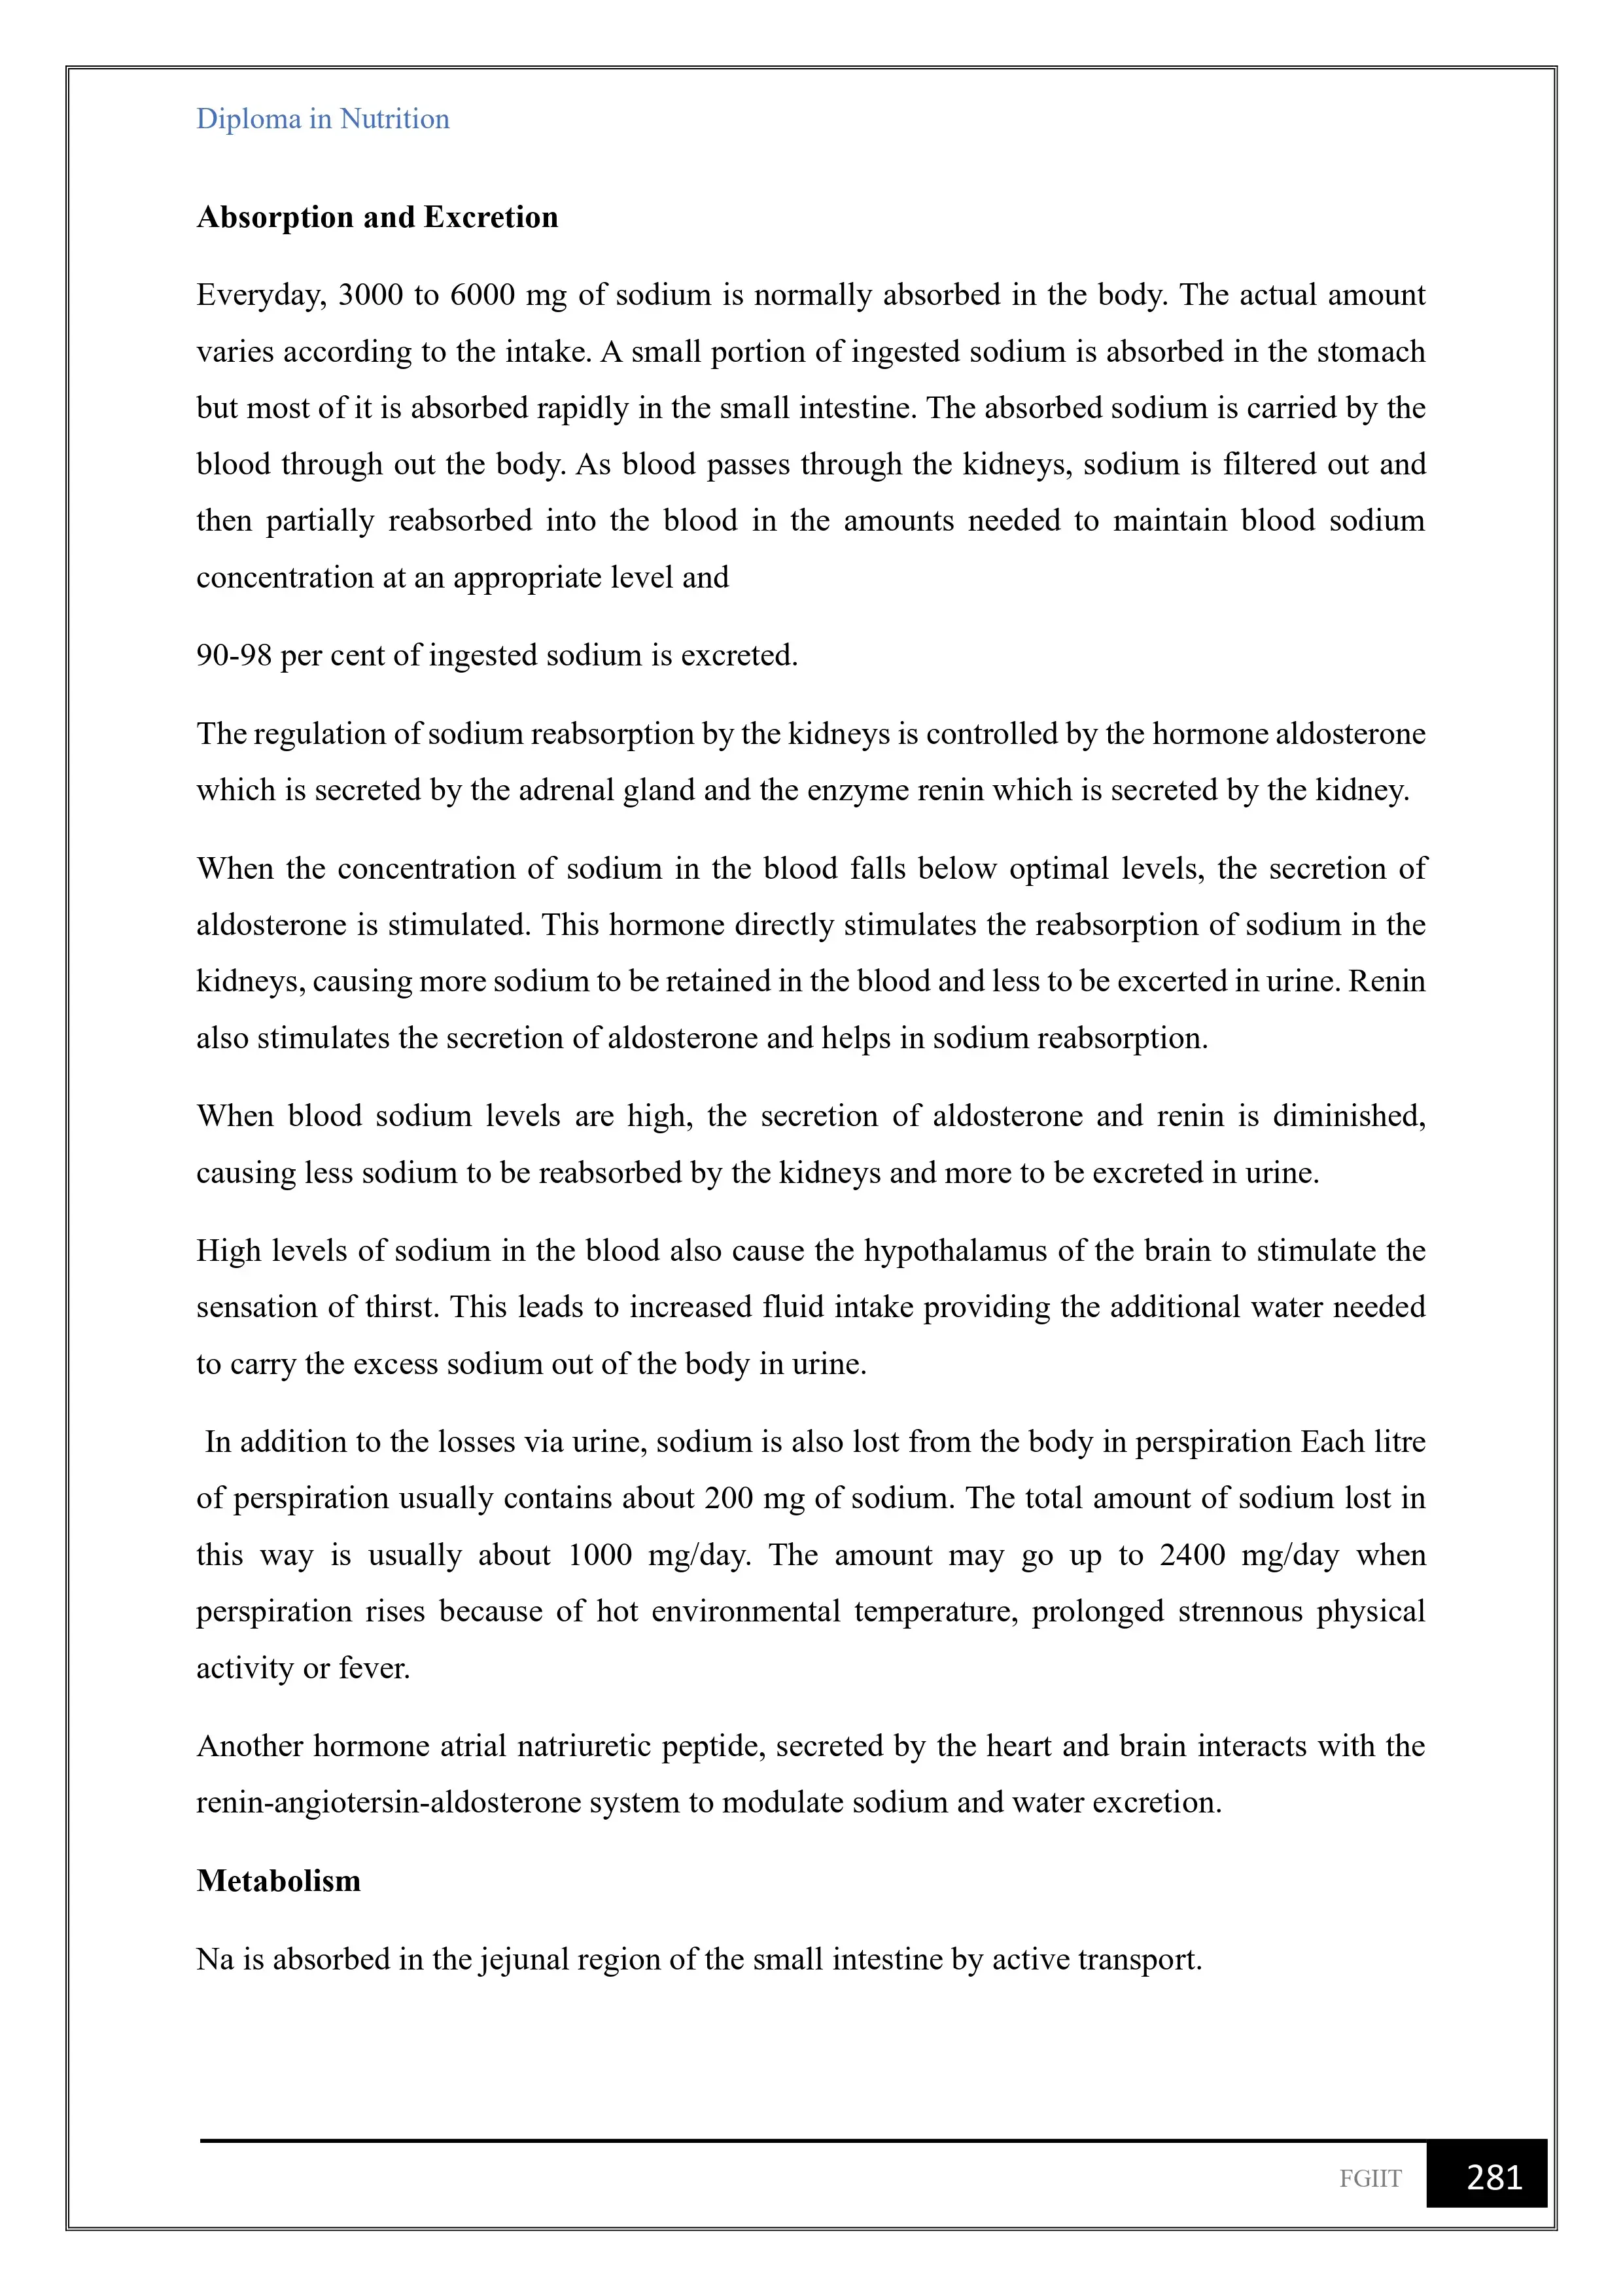 Diploma in Nutrition
Absorption and Excretion
Everyday, 3000 to 6000 mg of sodium is normally absorbed in the body. The actual amount
varies according to the intake. A small portion of ingested sodium is absorbed in the stomach
but most of it is absorbed rapidly in the small intestine. The absorbed sodium is carried by the
blood through out the body. As blood passes through the kidneys, sodium is filtered out and
then partially reabsorbed into the blood in the amounts needed to maintain blood sodium
concentration at an appropriate level and
90-98 per cent of ingested sodium is excreted.
The regulation of sodium reabsorption by the kidneys is controlled by the hormone aldosterone
which is secreted by the adrenal gland and the enzyme renin which is secreted by the kidney.
When the concentration of sodium in the blood falls below optimal levels, the secretion of
aldosterone is stimulated. This hormone directly stimulates the reabsorption of sodium in the
kidneys, causing more sodium to be retained in the blood and less to be excerted in urine. Renin
also stimulates the secretion of aldosterone and helps in sodium reabsorption.
When blood sodium levels are high, the secretion of aldosterone and renin is diminished,
causing less sodium to be reabsorbed by the kidneys and more to be excreted in urine.
High levels of sodium in the blood also cause the hypothalamus of the brain to stimulate the
sensation of thirst. This leads to increased fluid intake providing the additional water needed
to carry the excess sodium out of the body in urine.
In addition to the losses via urine, sodium is also lost from the body in perspiration Each litre
of perspiration usually contains about 200 mg of sodium. The total amount of sodium lost in
this way is usually about 1000 mg/day. The amount may go up to 2400 mg/day when
perspiration rises because of hot environmental temperature, prolonged strennous physical
activity or fever.
Another hormone atrial natriuretic peptide, secreted by the heart and brain interacts with the
renin-angiotersin-aldosterone system to modulate sodium and water excretion.
Metabolism
Na is absorbed in the jejunal region of the small intestine by active transport.
FGIIT 281